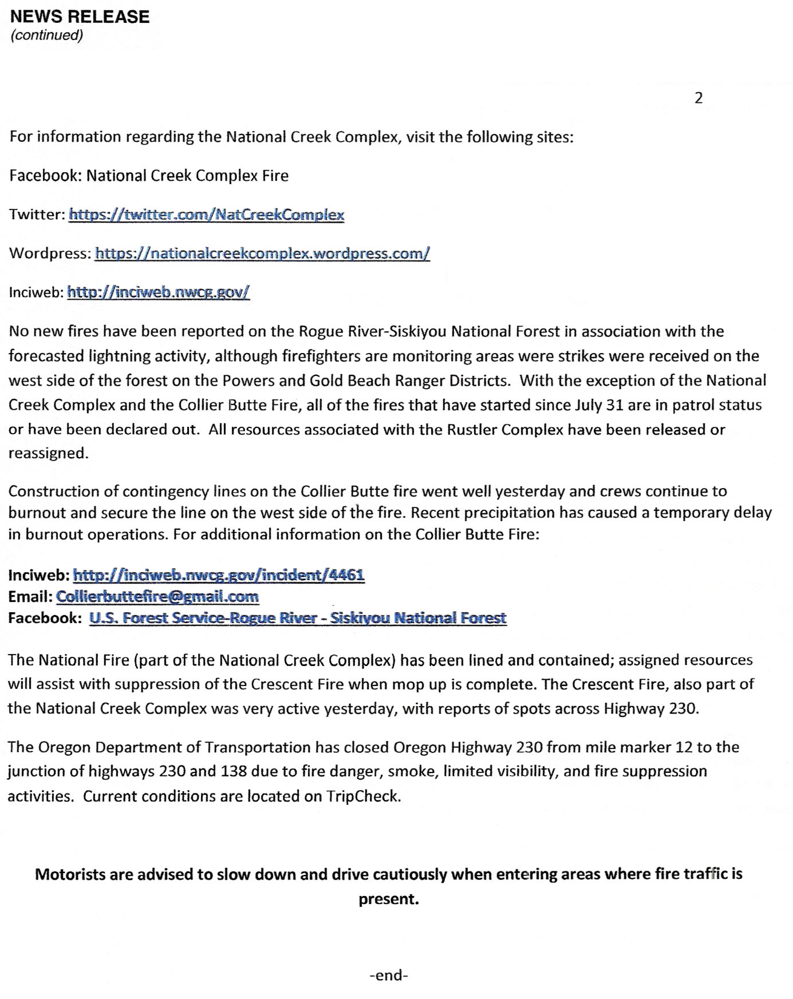 NEWS RELEASE
(continued)
2
For information regarding the National Creek Complex, visit the following sites:
Facebook: National Creek Complex Fire
Twitter: https://twitter.com/NatCreekComplex
Wordpress: https://nationalcreekcomplex.wordpress.com/
Inciweb: http://inciweb.nwcg.gov/
No new fires have been reported on the Rogue River-Siskiyou National Forest in association with the
forecasted lightning activity, although firefighters are monitoring areas were strikes were received on the
west side of the forest on the Powers and Gold Beach Ranger Districts.  With the exception of the National
Creek Complex and the Collier Butte Fire, all of the fires that have started since July 31 are in patrol status
or have been declared out.  All resources associated with the Rustler Complex have been released or
reassigned.
Construction of contingency lines on the Collier Butte fire went well yesterday and crews continue to
burnout and secure the line on the west side of the fire. Recent precipitation has caused a temporary delay
in burnout operations. For additional information on the Collier Butte Fire:
Inciweb: http://inciweb.nwcg.gov/incident/4461
Email: Collierbuttefire@gmail.com
Facebook:  U.S. Forest Service-Rogue River - Siskiyou National Forest
The National Fire (part of the National Creek Complex) has been lined and contained; assigned resources
will assist with suppression of the Crescent Fire when mop up is complete. The Crescent Fire, also part of
the National Creek Complex was very active yesterday, with reports of spots across Highway 230.
The Oregon Department of Transportation has closed Oregon Highway 230 from mile marker 12 to the
junction of highways 230 and 138 due to fire danger, smoke, limited visibility, and fire suppression
activities.  Current conditions are located on TripCheck.
Motorists are advised to slow down and drive cautiously when entering areas where fire traffic is
present.
-end-